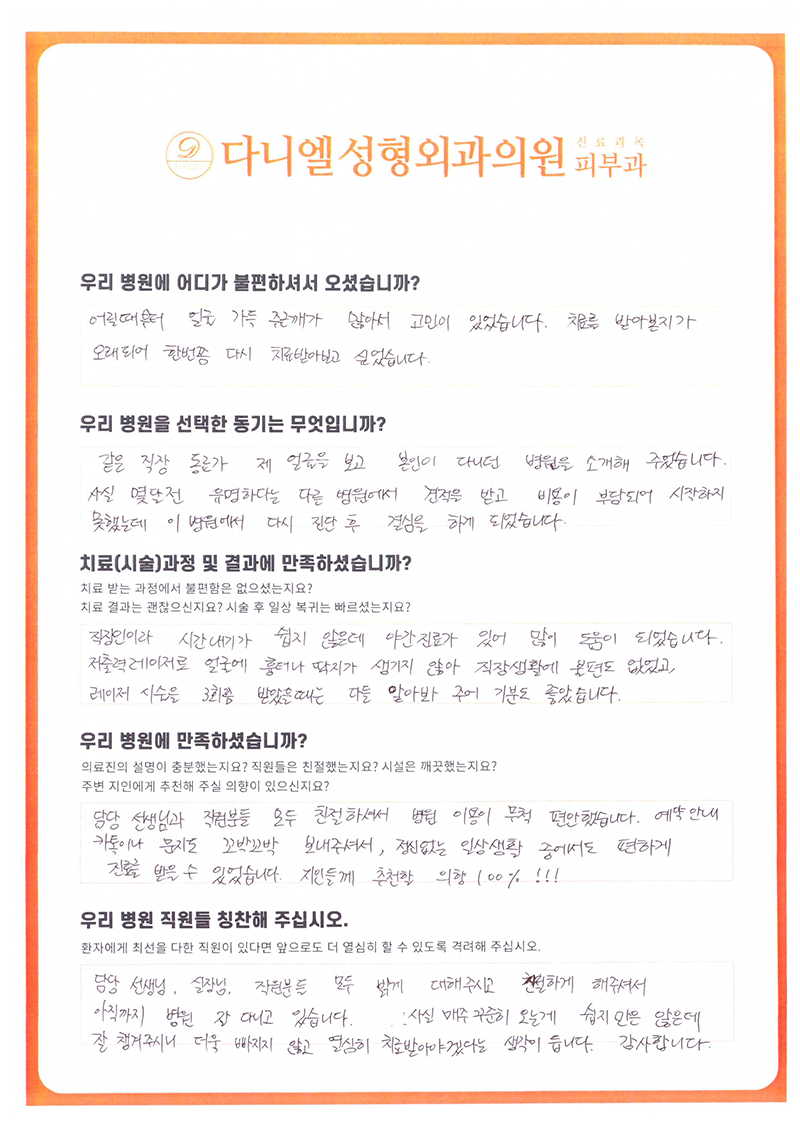 다니엘성형외과의원 진료과목 피부과
우리 병원에 어디가 불편하셔서 오셨습니까?
어릴때부터 얼굴 가득 주근깨가 많아서 고민이 있었습니다. 치료를 받아본지가
오래되어 한번쯤 다시 치료받아보고 싶었습니다.
우리 병원을 선택한 동기는 무엇입니까?
같은 직장 동료가 제 얼굴을 보고 본인이 다니던 병원을 소개해 주었습니다.
사실 몇달전 유명하다는 다른 병원에서 견적을 받고 비용이 부담되어 시작하지
못했는데 이 병원에서 다시 진단 후 결심을 하게 되었습니다.
치료(시술)과정 및 결과에 만족하셨습니까?
치료 받는 과정에서 불편함은 없으셨는지요?
치료 결과는 괜찮으신지요? 시술 후 일상 복귀는 빠르셨는지요?
직장인이라 시간내기가 쉽지 않은데 야간진료가 있어 많이 도움이 되었습니다.
저출력레이저로 얼굴에 흉터나 딱지가 생기지 않아 직장생활에 불편도 없었고,
레이저 시술을 3회쯤 받았을때는 다들 알아봐 주어 기분도 좋았습니다.
우리 병원에 만족하셨습니까?
의료진의 설명이 충분했는지요? 직원들은 친절했는지요? 시설은 깨끗했는지요?
주변 지인에게 추천해 주실 의향이 있으신지요?
담당 선생님과 직원분들 모두 친절하셔서 병원 이용이 무척 편안했습니다. 예약안내
카톡이나 문자도 꼬박꼬박 보내주셔서, 정신없는 일상생활 중에서도 편하게
진료를 받을 수 있었습니다. 지인들께 추천할 의향 100% !!!
우리 병원 직원들 칭찬해 주십시오.
환자에게 최선을 다한 직원이 있다면 앞으로도 더 열심히 할 수 있도록 격려해 주십시오.
담당 선생님, 실장님, 직원분들 모두 밝게 대해주시고 친절하게 해주셔서
아직까지 병원 잘 다니고 있습니다. 사실 매주 꾸준히 오는게 쉽지만은 않은데
잘 챙겨주시니 더욱 빠지지 않고 열심히 치료받아야겠다는 생각이 듭니다. 감사합니다.